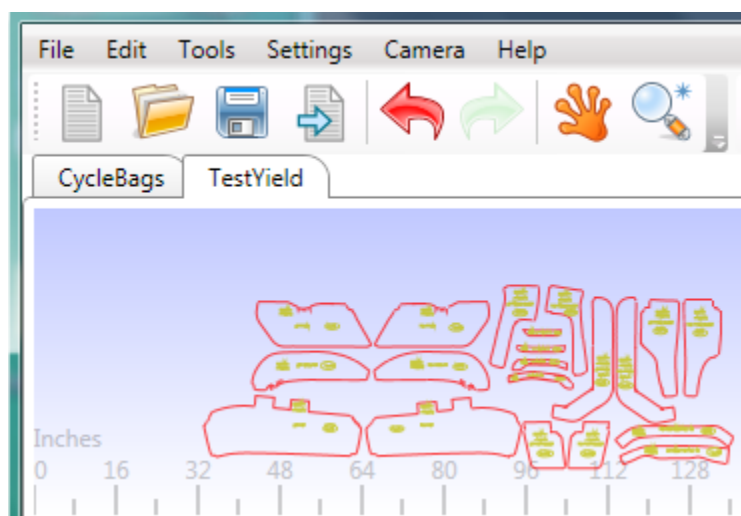 File Edit Tools Settings Camera Help
CycleBags TestYield
Inches
0 16 32 48 64 80 96 112 128